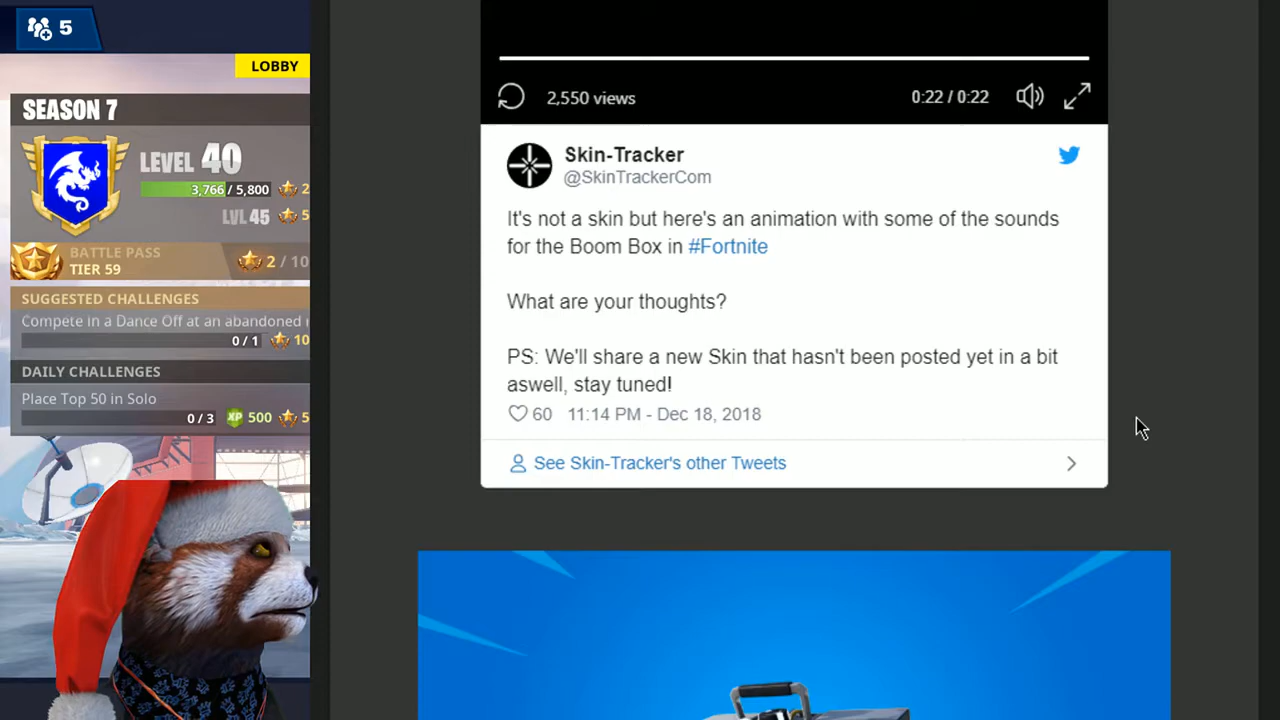 5
LOBBY
SEASON 7
LEVEL 40
3,766 / 5,800 2
LVL 45 5
BATTLE PASS
TIER 59
2 / 10
SUGGESTED CHALLENGES
Compete in a Dance Off at an abandoned
0 / 1 10
DAILY CHALLENGES
Place Top 50 in Solo
0 / 3 XP 500 5
2,550 views 0:22 / 0:22
Skin-Tracker
@SkinTrackerCom
It's not a skin but here's an animation with some of the sounds
for the Boom Box in #Fortnite
What are your thoughts?
PS: We'll share a new Skin that hasn't been posted yet in a bit
aswell, stay tuned!
60 11:14 PM - Dec 18, 2018
See Skin-Tracker's other Tweets